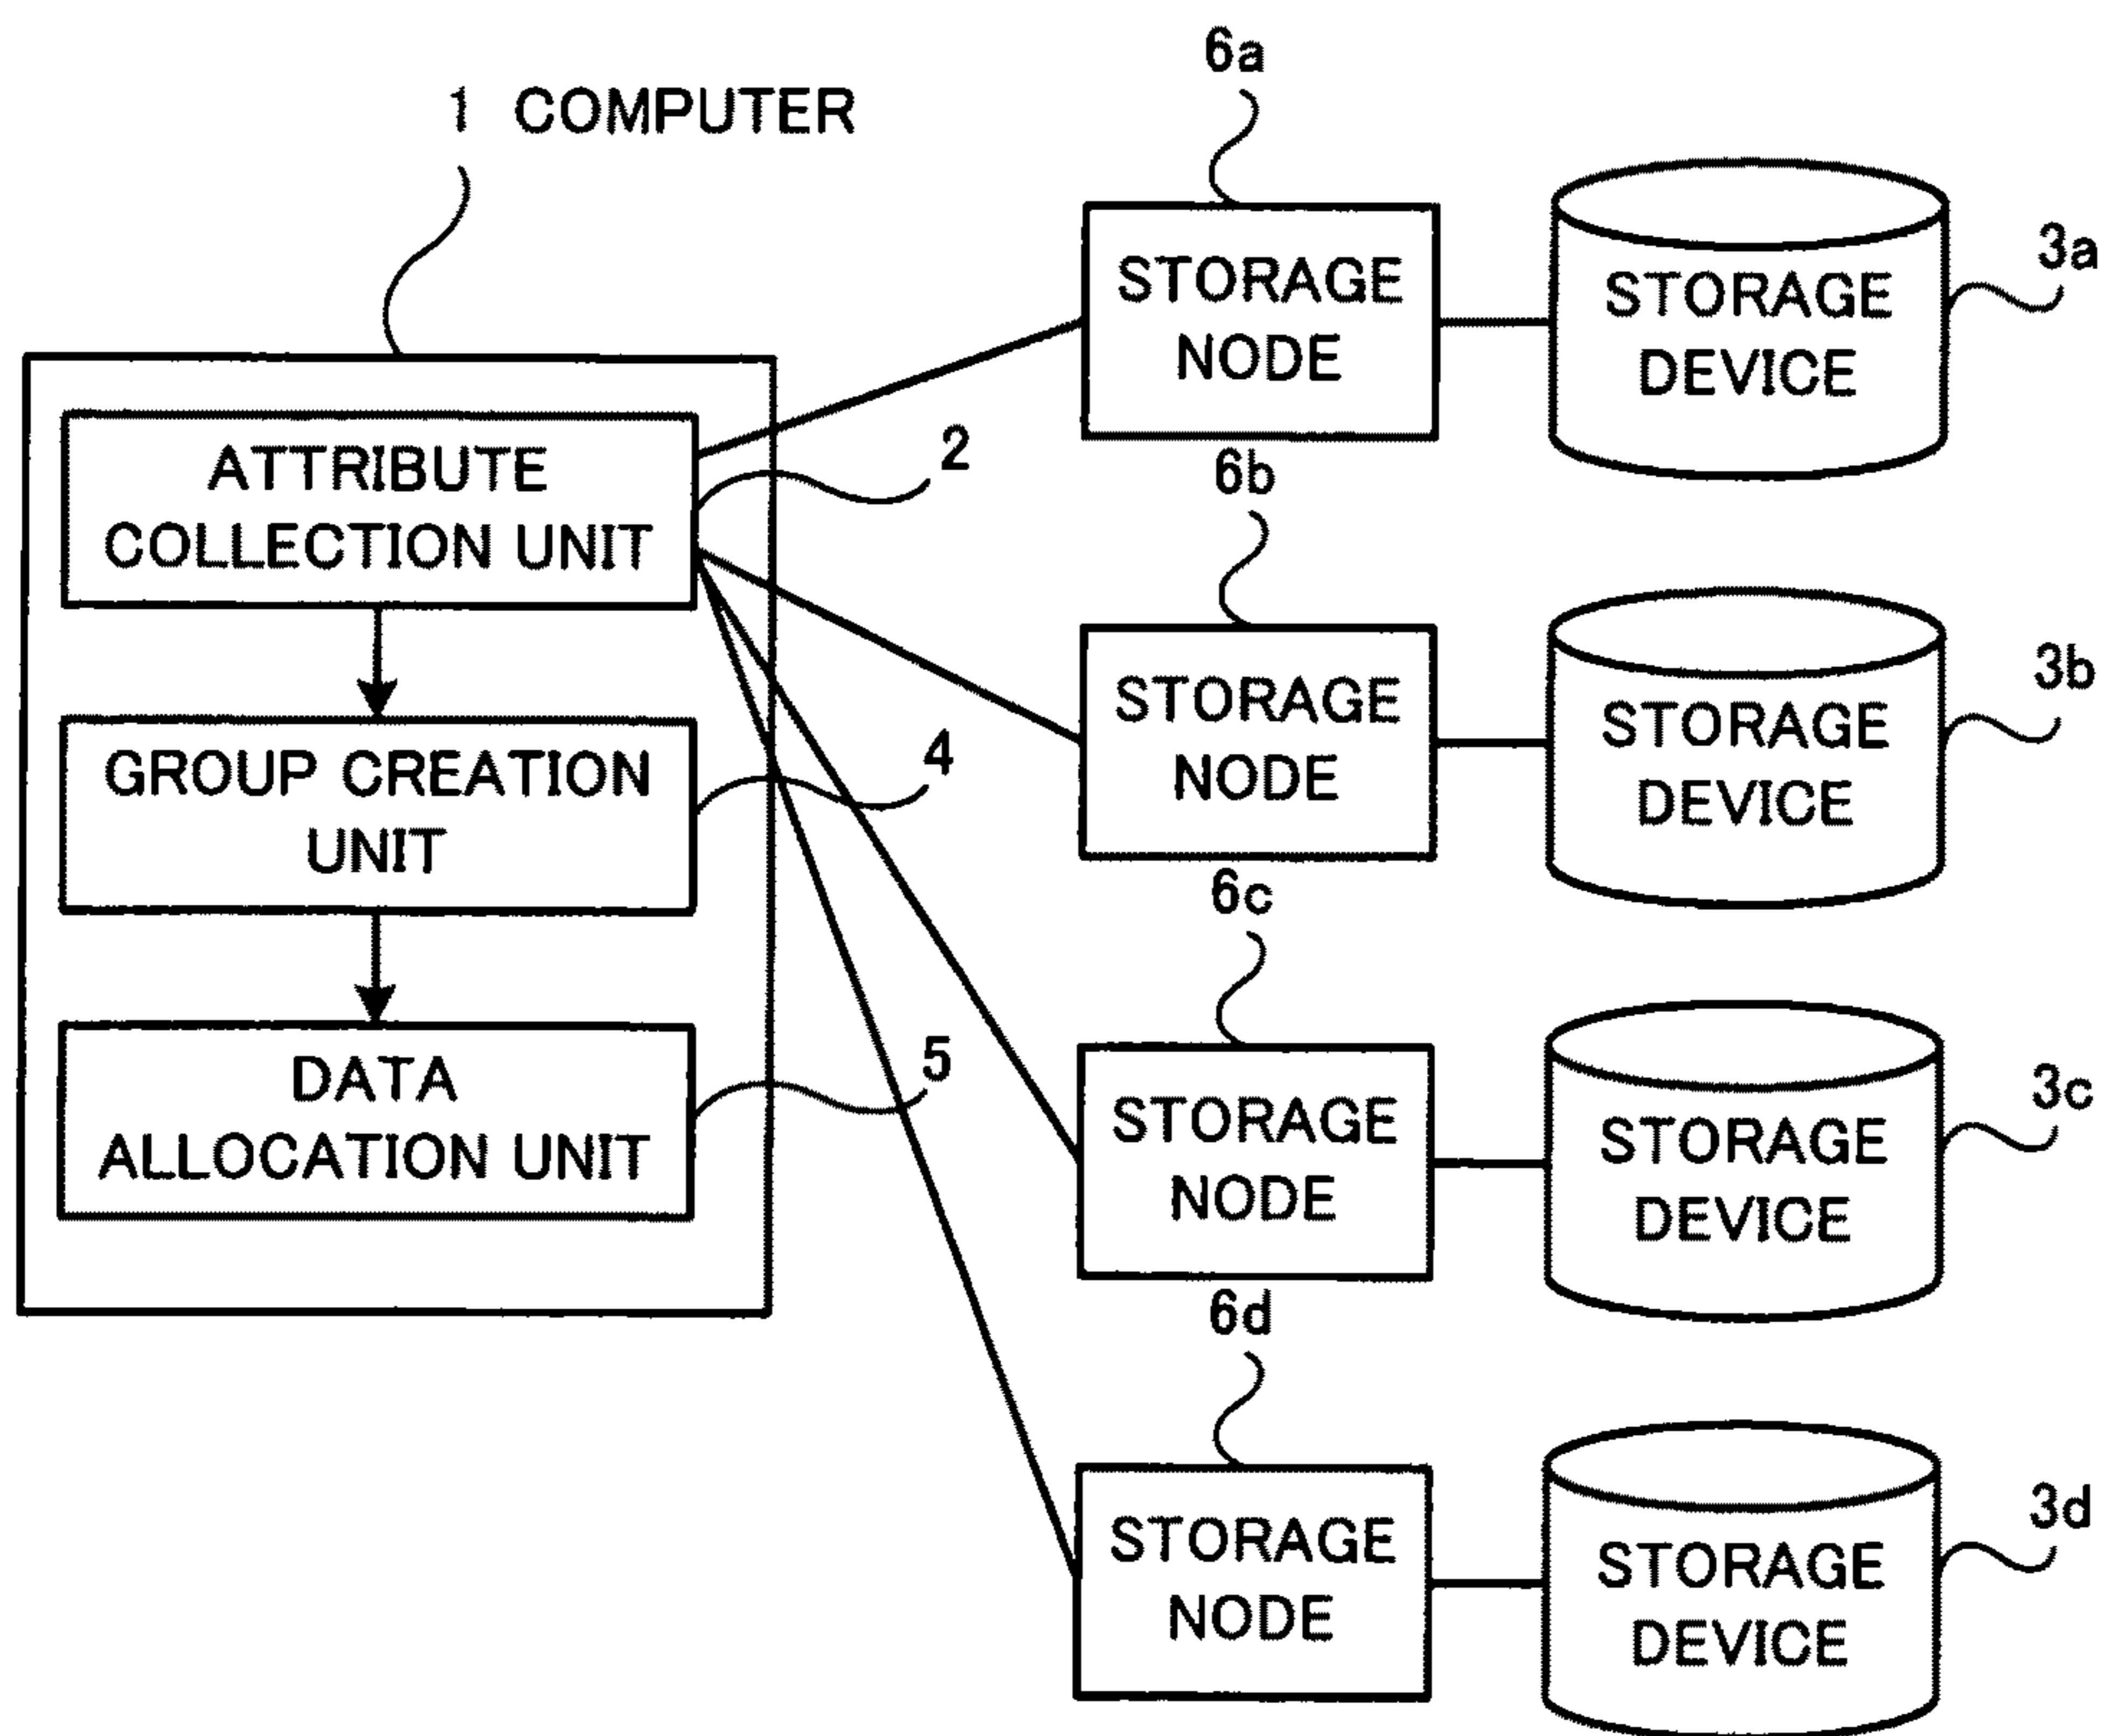 1 COMPUTER
ATTRIBUTE
COLLECTION UNIT
2
GROUP CREATION
UNIT
4
DATA
ALLOCATION UNIT
5
6a
STORAGE
NODE
STORAGE
DEVICE
3a
6b
STORAGE
NODE
STORAGE
DEVICE
3b
6c
STORAGE
NODE
STORAGE
DEVICE
3c
6d
STORAGE
NODE
STORAGE
DEVICE
3d